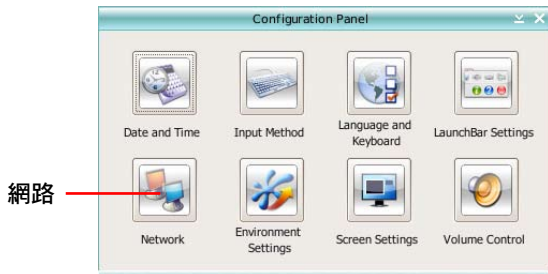 Configuration Panel
Date and Time
Input Method
Language and
Keyboard
LaunchBar Settings
網路
Network
Environment
Settings
Screen Settings
Volume Control